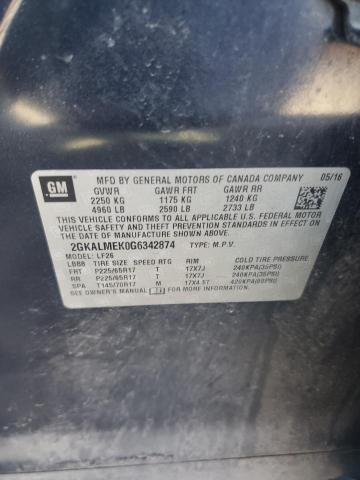 GM
MFD BY GENERAL MOTORS OF CANADA COMPANY 05/16
GVWR GAWR FRT GAWR RR
2250 KG 1175 KG 1240 KG
4960 LB 2590 LB 2733 LB
THIS VEHICLE CONFORMS TO ALL APPLICABLE U.S. FEDERAL MOTOR
VEHICLE SAFETY AND THEFT PREVENTION STANDARDS IN EFFECT ON
THE DATE OF MANUFACTURE SHOWN ABOVE.
2GKALMEK0G6342874 TYPE: M.P.V.
MODEL: LF26
LB88 TIRE SIZE SPEED RTG RIM COLD TIRE PRESSURE
FRT P225/65R17 T 17X7J 240KPA(35PSI)
RR P225/65R17 T 17X7J 240KPA(35PSI)
SPA T145/70R17 M 17X4 420KPA(60PSI)
SEE OWNER'S MANUAL FOR ADDITIONAL INFORMATION.